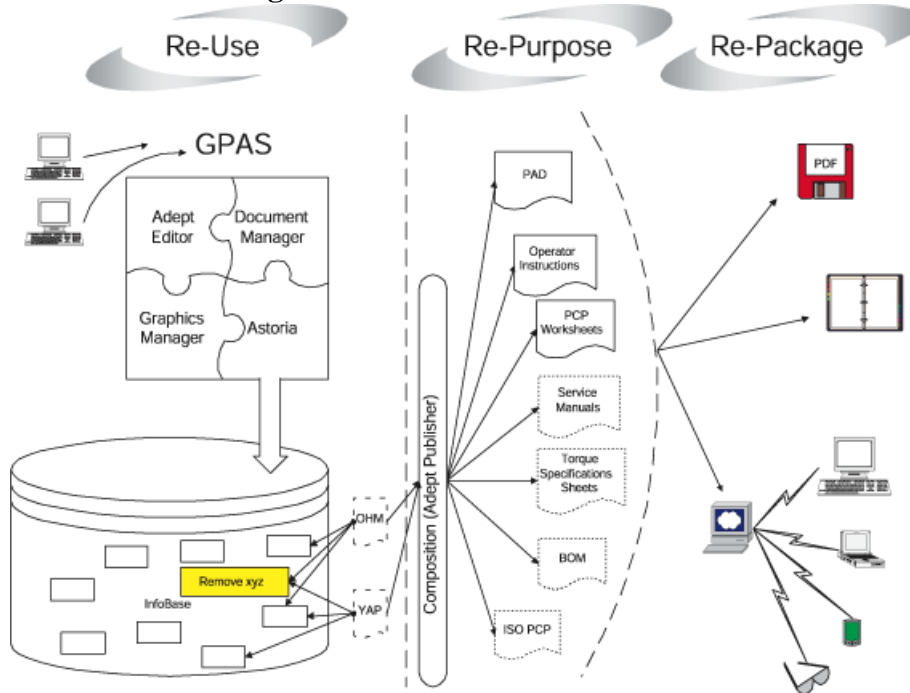 Re-Use
Re-Purpose
Re-Package
GPAS
Adept
Editor
Document
Manager
Graphics
Manager
Astoria
OHM
YAP
Remove xyz
InfoBase
Composition (Adept Publisher)
PAD
Operator
Instructions
PCP
Worksheets
Service
Manuals
Torque
Specifications
Sheets
BOM
ISO PCP
PDF